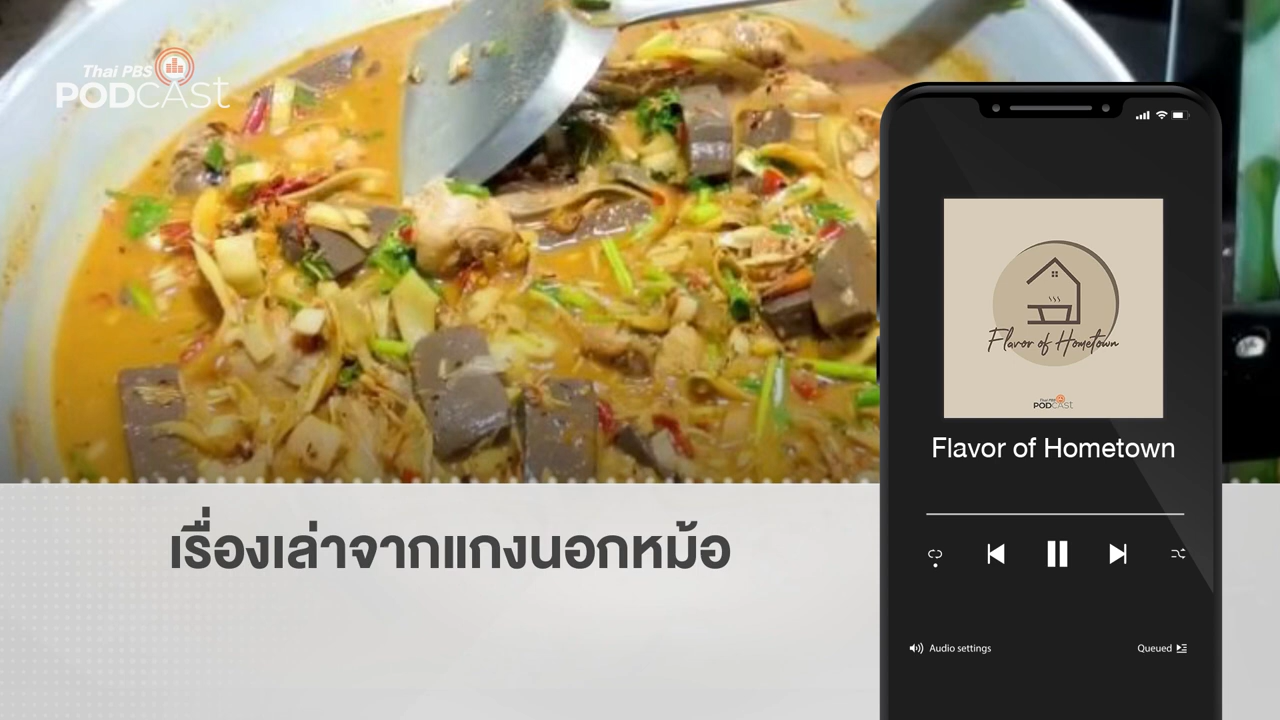 Thai PBS
PODCAST
Flavor of Hometown
Thai PBS
PODCAST
Flavor of Hometown
เรื่องเล่าจากแกงนอกหม้อ
Audio settings
Queued